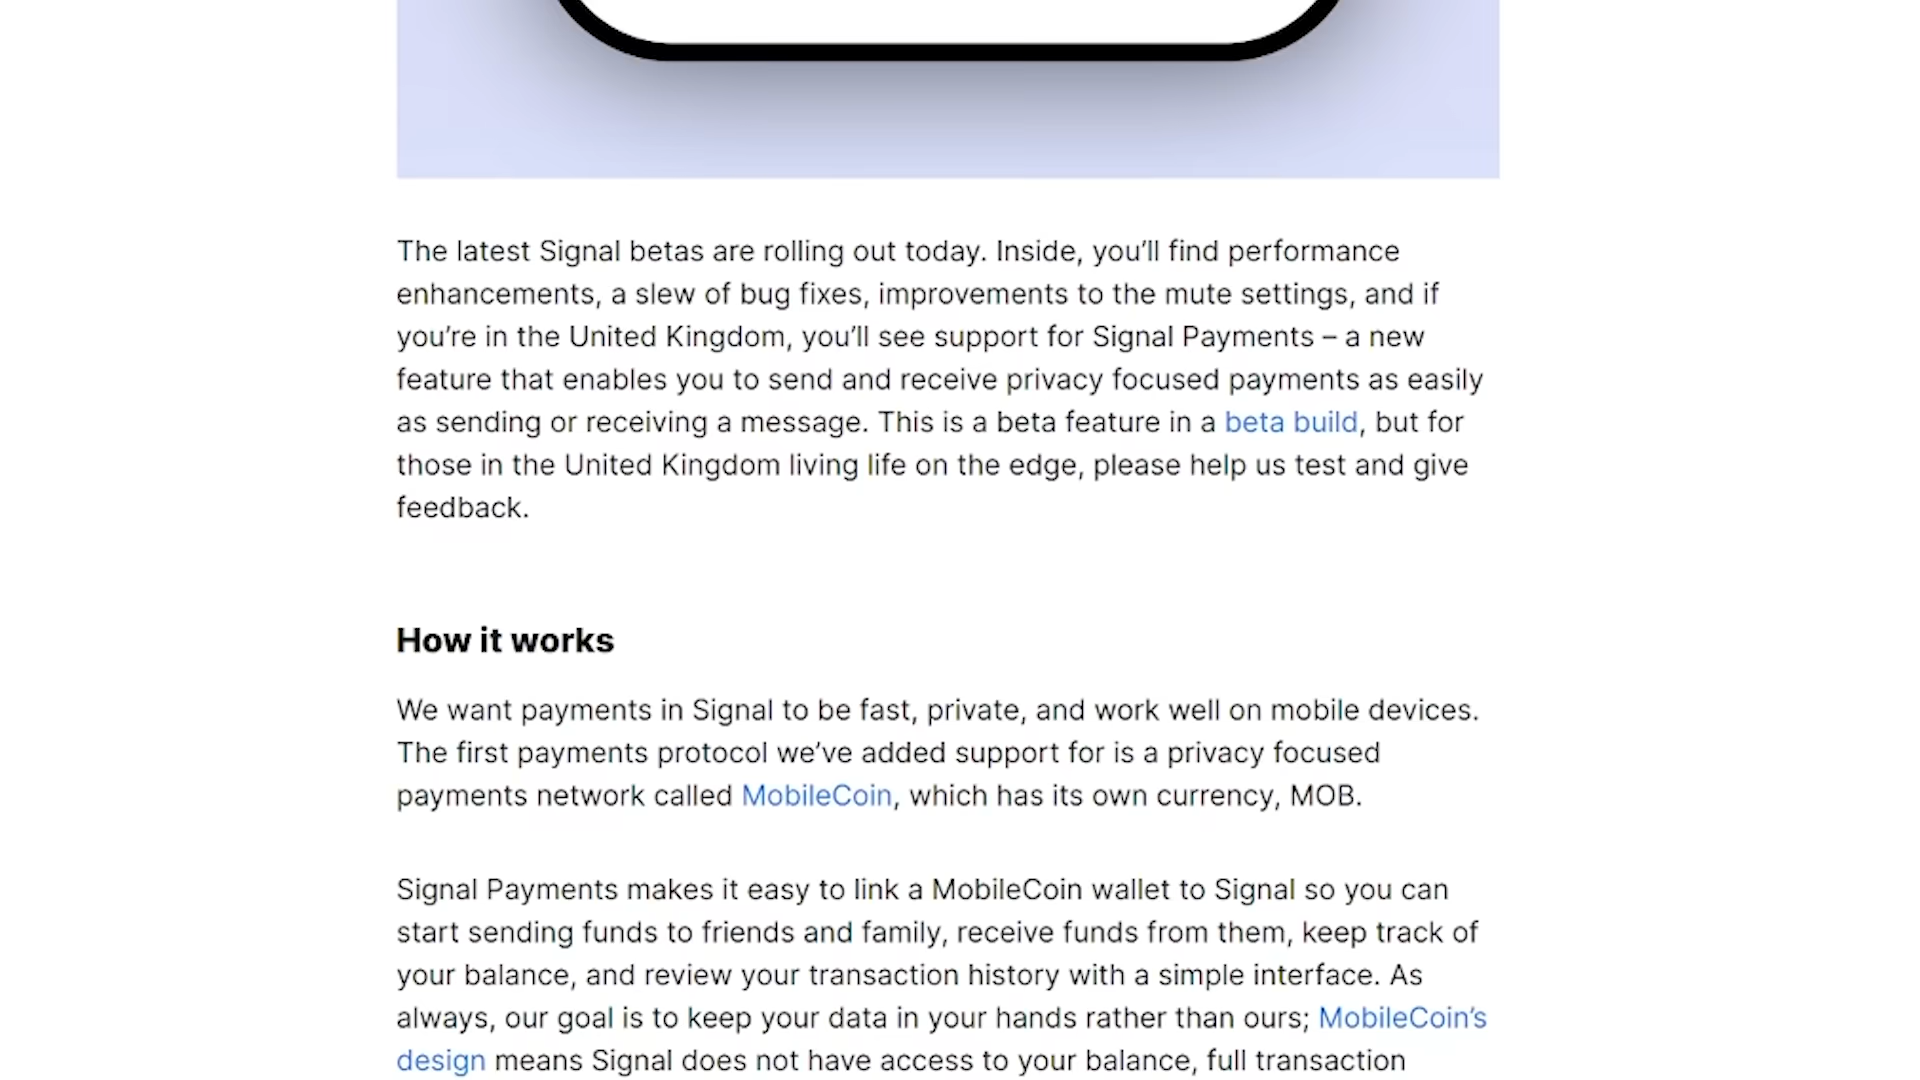 The latest Signal betas are rolling out today. Inside, you’ll find performance
enhancements, a slew of bug fixes, improvements to the mute settings, and if
you’re in the United Kingdom, you’ll see support for Signal Payments – a new
feature that enables you to send and receive privacy focused payments as easily
as sending or receiving a message. This is a beta feature in a beta build, but for
those in the United Kingdom living life on the edge, please help us test and give
feedback.
How it works
We want payments in Signal to be fast, private, and work well on mobile devices.
The first payments protocol we’ve added support for is a privacy focused
payments network called MobileCoin, which has its own currency, MOB.
Signal Payments makes it easy to link a MobileCoin wallet to Signal so you can
start sending funds to friends and family, receive funds from them, keep track of
your balance, and review your transaction history with a simple interface. As
always, our goal is to keep your data in your hands rather than ours; MobileCoin’s
design means Signal does not have access to your balance, full transaction